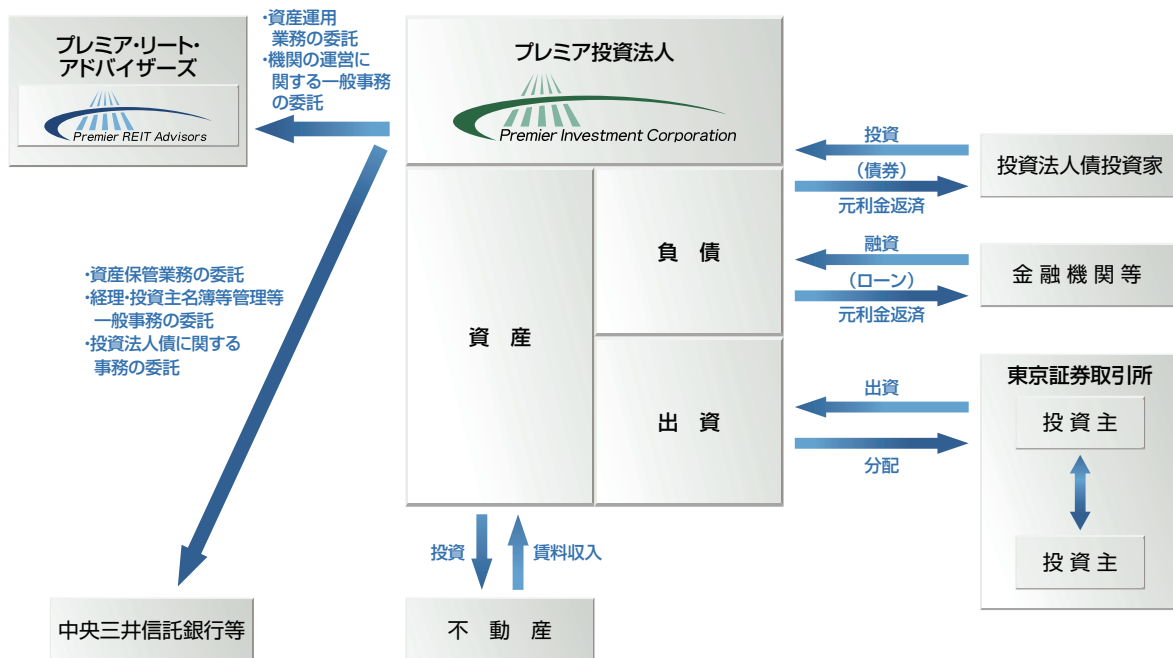 プレミア・リート・
アドバイザーズ
Premier REIT Advisors
・資産運用
業務の委託
・機関の運営に
関する一般事務
の委託
プレミア投資法人
Premier Investment Corporation
投資
(債券)
元利金返済
投資法人債投資家
負 債
融資
(ローン)
元利金返済
金 融 機 関 等
・資産保管業務の委託
・経理・投資主名簿等管理等
一般事務の委託
・投資法人債に関する
事務の委託
資 産
出 資
出資
分配
東京証券取引所
投 資 主
投 資 主
投資
賃料収入
中央三井信託銀行等
不 動 産